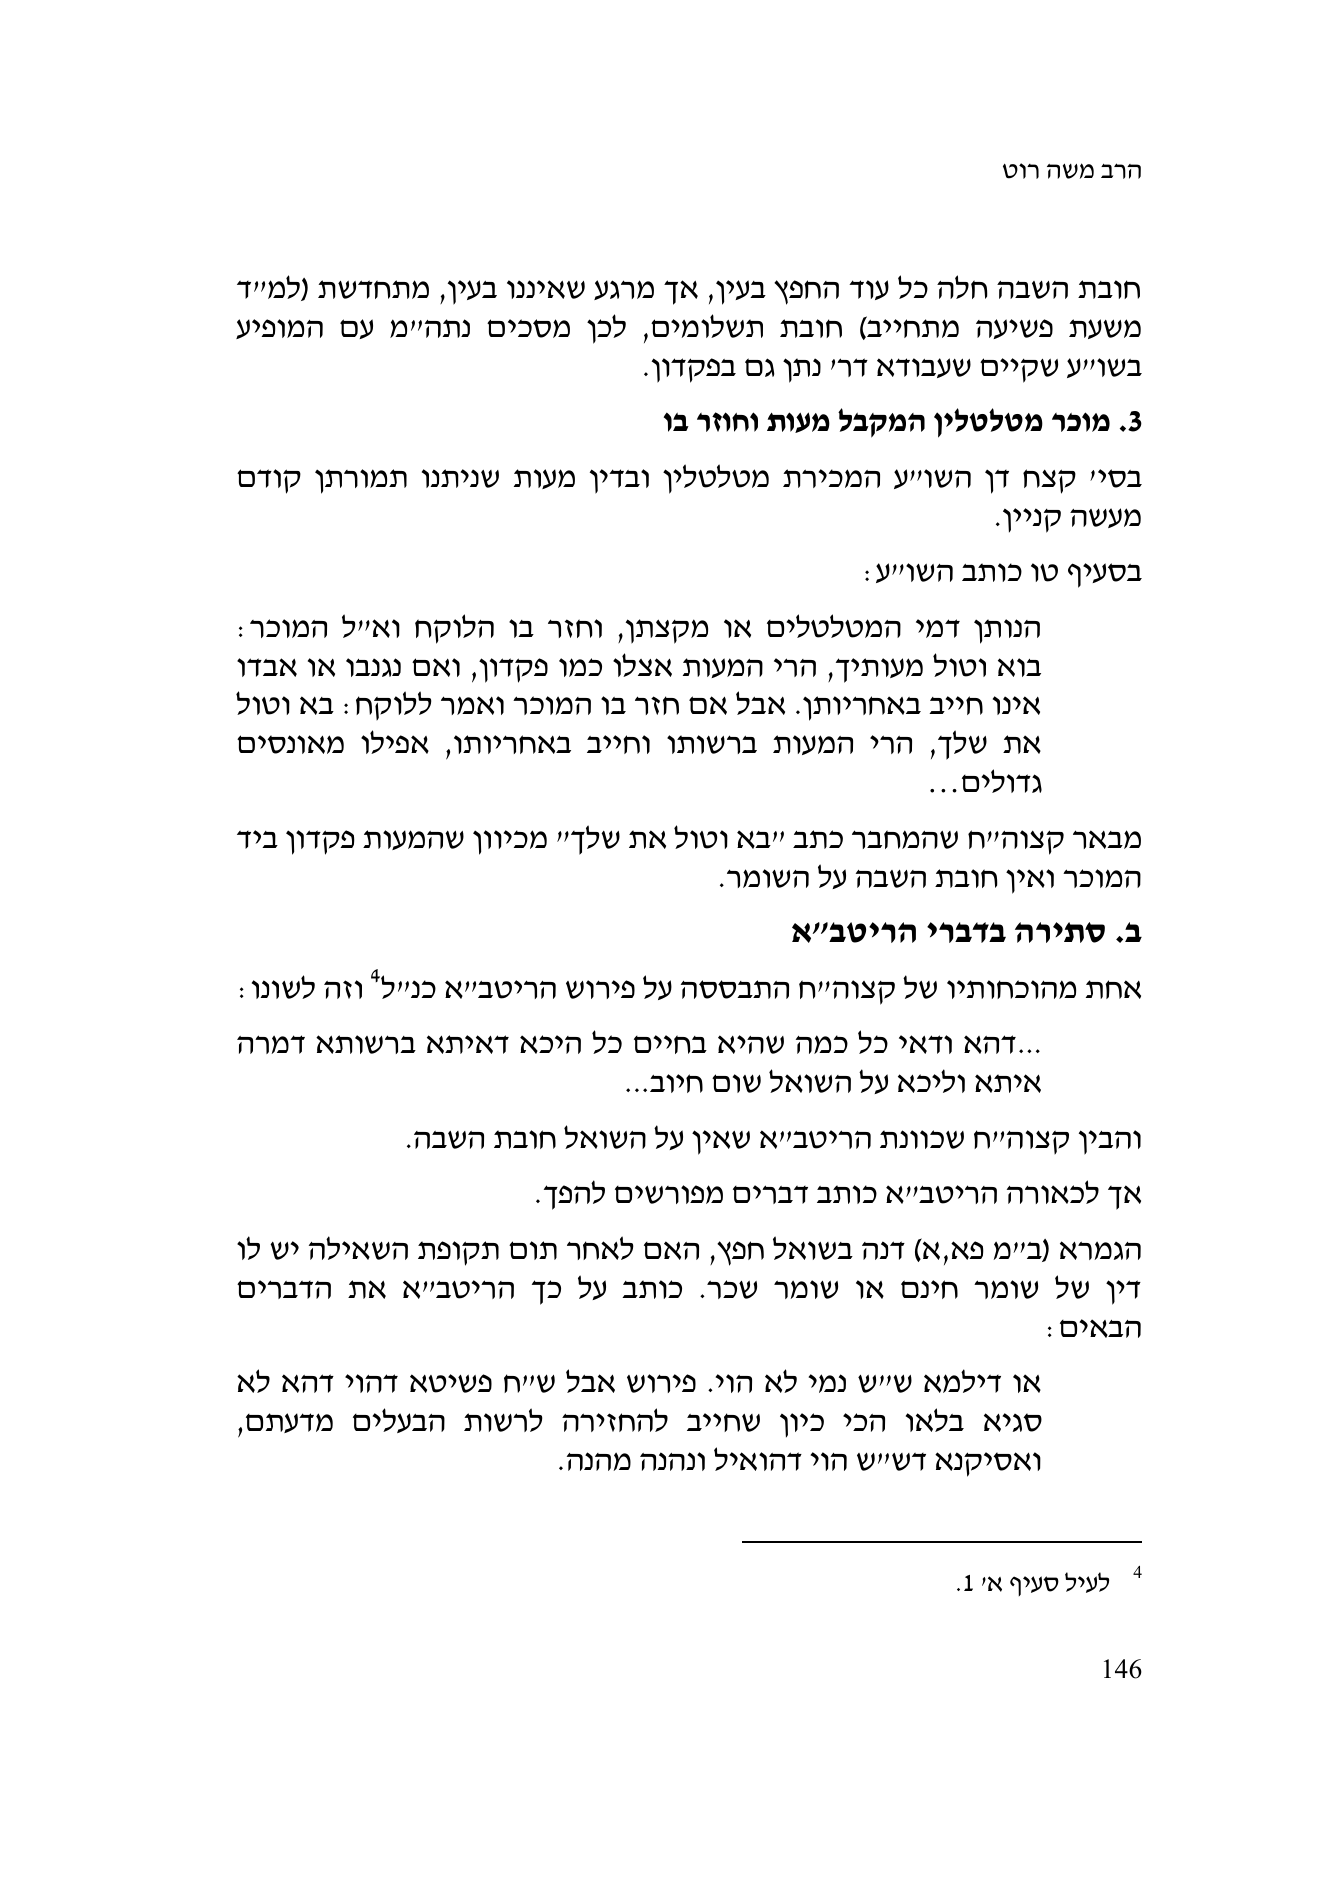 הרב משה רוט
חובת השבה חלה כל עוד החפץ בעין, אך מרגע שאיננו בעין, מתחדשת (למ״ד
משעת פשיעה מתחייב) חובת תשלומים, לכן מסכים נתה״מ עם המופיע
בשו״ע שקיים שעבודא דר׳ נתן גם בפקדון.
3. מוכר מטלטלין המקבל מעות וחוזר בו
בסי׳ קצח דן השו״ע המכירת מטלטלין ובדין מעות שניתנו תמורתן קודם
מעשה קניין.
בסעיף טו כותב השו״ע:
הנותן דמי המטלטלים או מקצתן, וחזר בו הלוקח וא״ל המוכר:
בוא וטול מעותיך, הרי המעות אצלו כמו פקדון, ואם נגנבו או אבדו
אינו חייב באחריותן. אבל אם חזר בו המוכר ואמר ללוקח: בא וטול
את שלך, הרי המעות ברשותו וחייב באחריותו, אפילו מאונסים
גדולים...
מבאר קצוה״ח שהמחבר כתב ״בא וטול את שלך״ מכיוון שהמעות פקדון ביד
המוכר ואין חובת השבה על השומר.
ב. סתירה בדברי הריטב״א
אחת מהוכחותיו של קצוה״ח התבססה על פירוש הריטב״א כנ״ל4 וזה לשונו:
...דהא ודאי כל כמה שהיא בחיים כל היכא דאיתא ברשותא דמרה
איתא וליכא על השואל שום חיוב...
והבין קצוה״ח שכוונת הריטב״א שאין על השואל חובת השבה.
אך לכאורה הריטב״א כותב דברים מפורשים להפך.
הגמרא (ב״מ פא,א) דנה בשואל חפץ, האם לאחר תום תקופת השאילה יש לו
דין של שומר חינם או שומר שכר. כותב על כך הריטב״א את הדברים
הבאים:
או דילמא ש״ש נמי לא הוי. פירוש אבל ש״ח פשיטא דהוי דהא לא
סגיא בלאו הכי כיון שחייב להחזירה לרשות הבעלים מדעתם,
ואסיקנא דש״ש הוי דהואיל ונהנה מהנה.
4 לעיל סעיף א׳ 1.
146